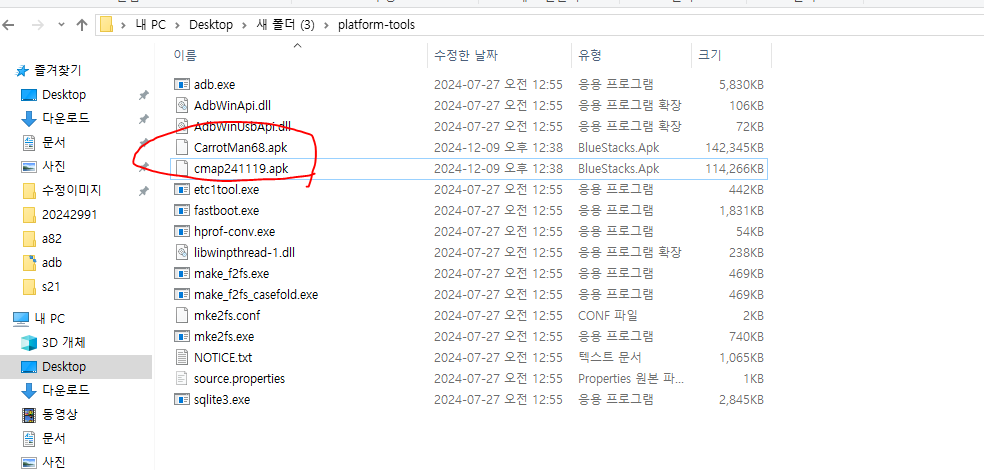 내 PC > Desktop > 새 폴더 (3) > platform-tools
이름 수정한 날짜 유형 크기
즐겨찾기
Desktop
다운로드
문서
사진
수정이미지
20242991
a82
adb
s21
내 PC
3D 개체
Desktop
다운로드
동영상
문서
사진
adb.exe 2024-07-27 오전 12:55 응용 프로그램 5,830KB
AdbWinApi.dll 2024-07-27 오전 12:55 응용 프로그램 확장 106KB
AdbWinUsbApi.dll 2024-07-27 오전 12:55 응용 프로그램 확장 72KB
CarrotMan68.apk 2024-12-09 오후 12:38 BlueStacks.Apk 142,345KB
cmap241119.apk 2024-12-09 오후 12:38 BlueStacks.Apk 114,266KB
etc1tool.exe 2024-07-27 오전 12:55 응용 프로그램 442KB
fastboot.exe 2024-07-27 오전 12:55 응용 프로그램 1,831KB
hprof-conv.exe 2024-07-27 오전 12:55 응용 프로그램 54KB
libwinpthread-1.dll 2024-07-27 오전 12:55 응용 프로그램 확장 238KB
make_f2fs.exe 2024-07-27 오전 12:55 응용 프로그램 469KB
make_f2fs_casefold.exe 2024-07-27 오전 12:55 응용 프로그램 469KB
mke2fs.conf 2024-07-27 오전 12:55 CONF 파일 2KB
mke2fs.exe 2024-07-27 오전 12:55 응용 프로그램 740KB
NOTICE.txt 2024-07-27 오전 12:55 텍스트 문서 1,065KB
source.properties 2024-07-27 오전 12:55 Properties 원본 파... 1KB
sqlite3.exe 2024-07-27 오전 12:55 응용 프로그램 2,845KB